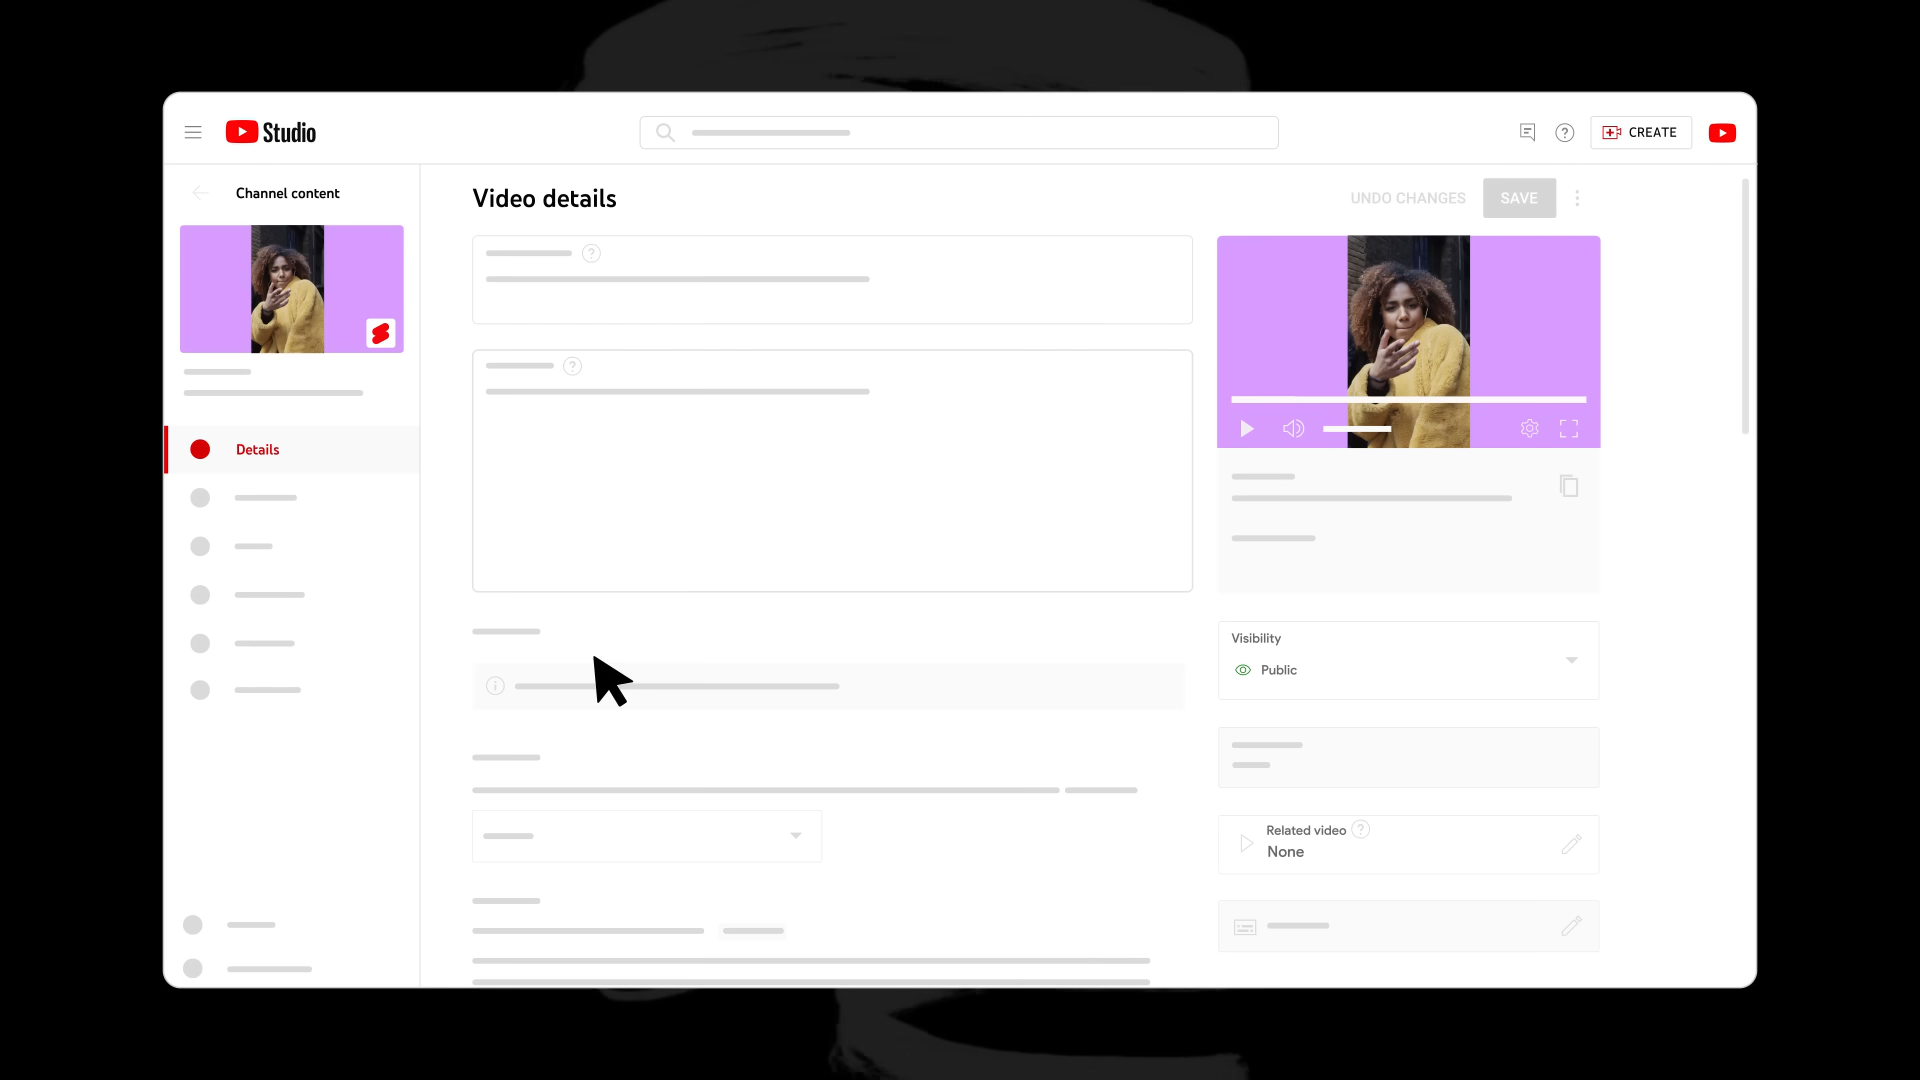 Studio
CREATE
Channel content
Video details
UNDO CHANGES
SAVE
Details
Visibility
Public
Related video
None